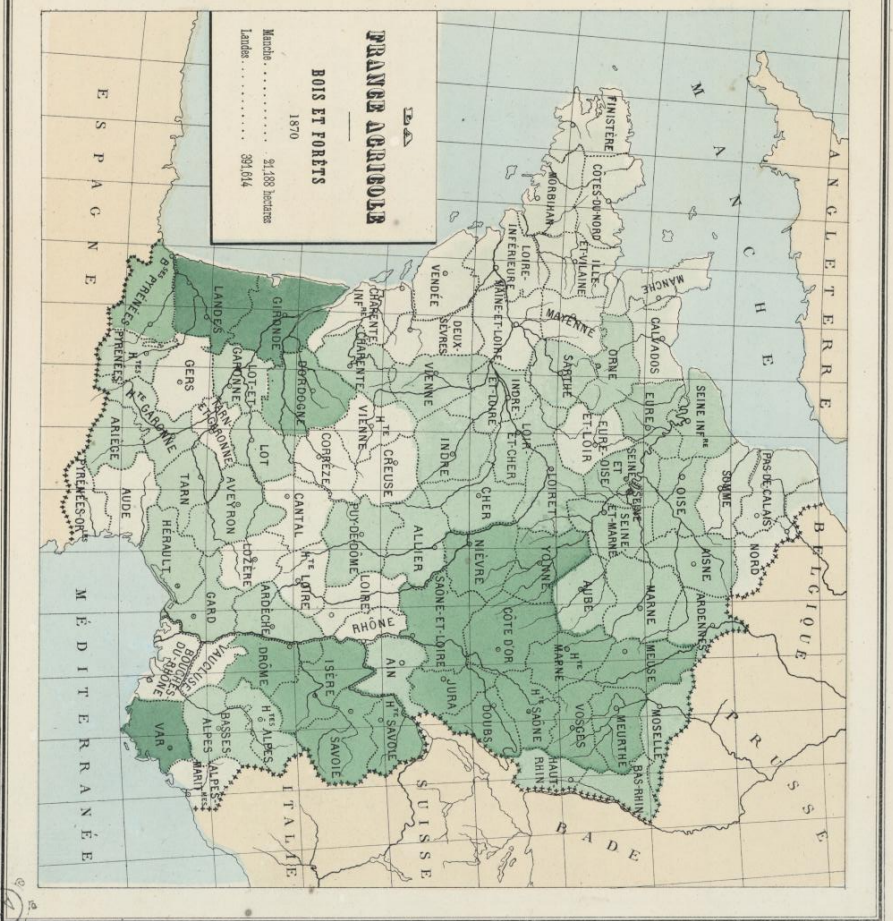 LA
FRANCE AGRICOLE
BOIS ET FORÊTS
1870
Manche.......... 21,188 hectares
Landes.......... 391,614
ANGLETERRE
MANCHE
BELGIQUE
PRUSSE
BADE
SUISSE
ITALIE
MÉDITERRANÉE
ESPAGNE
PAS-DE-CALAIS
NORD
SOMME
SEINE INFRE
OISE
AISNE
ARDENNES
MANCHE
CALVADOS
EURE
SEINE
ET
OISE
SEINE
SEINE
ET MARNE
MARNE
MEUSE
MOSELLE
MEURTHE
BAS-RHIN
FINISTÈRE
CÔTES-DU-NORD
ILLE-
ET-VILAINE
MORBIHAN
MAYENNE
ORNE
SARTHE
EURE
ET-LOIR
AUBE
HTE
MARNE
VOSGES
HAUT
RHIN
LOIRE-
INFÉRIEURE
MAINE-ET-LOIRE
INDRE-
ET-LOIRE
LOIR
ET-CHER
LOIRET
YONNE
CÔTE D'OR
HTE
SAÔNE
DOUBS
JURA
VENDÉE
DEUX-
SÈVRES
VIENNE
INDRE
CHER
NIÈVRE
SAÔNE-ET-LOIRE
CHARENTE
INFRE
CHARENTE
HTE
VIENNE
CREUSE
ALLIER
PUY-DE-DÔME
LOIRE
RHÔNE
AIN
HTE SAVOIE
SAVOIE
GIRONDE
DORDOGNE
CORRÈZE
CANTAL
HTE
LOIRE
ISÈRE
DRÔME
HTES
ALPES
LANDES
LOT-ET
GARONNE
LOT
AVEYRON
LOZÈRE
ARDÈCHE
GERS
TARN-
ET-GARONNE
TARN
GARD
VAUCLUSE
BASSES
ALPES
ALPES
MARITMES
BSES PYRÉNÉES
HTES
PYRÉNÉES
HTE GARONNE
ARIÈGE
AUDE
HÉRAULT
BOUCHES
DU-RHÔNE
VAR
PYRÉNÉES-ORLES